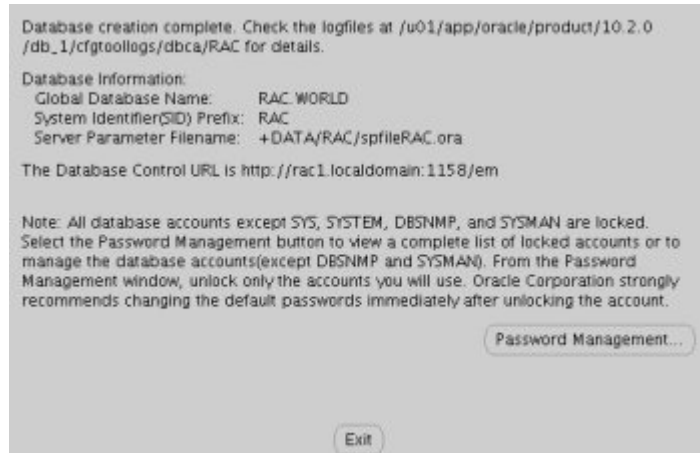 Database creation complete. Check the logfiles at /u01/app/oracle/product/10.2.0
/db_1/cfgtoollogs/dbca/RAC for details.
Database Information:
Global Database Name: RAC.WORLD
System Identifier(SID) Prefix: RAC
Server Parameter Filename: +DATA/RAC/spfileRAC.ora
The Database Control URL is http://rac1.localdomain:1158/em
Note: All database accounts except SYS, SYSTEM, DBSNMP, and SYSMAN are locked.
Select the Password Management button to view a complete list of locked accounts or to
manage the database accounts(except DBSNMP and SYSMAN). From the Password
Management window, unlock only the accounts you will use. Oracle Corporation strongly
recommends changing the default passwords immediately after unlocking the account.
Password Management...
Exit